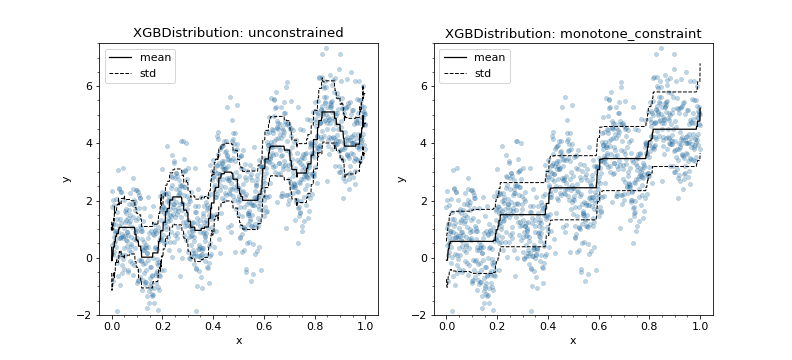 XGBDistribution: unconstrained
mean
std
6
4
2
0
−2
y
0.0 0.2 0.4 0.6 0.8 1.0
x
XGBDistribution: monotone_constraint
mean
std
6
4
2
0
−2
y
0.0 0.2 0.4 0.6 0.8 1.0
x